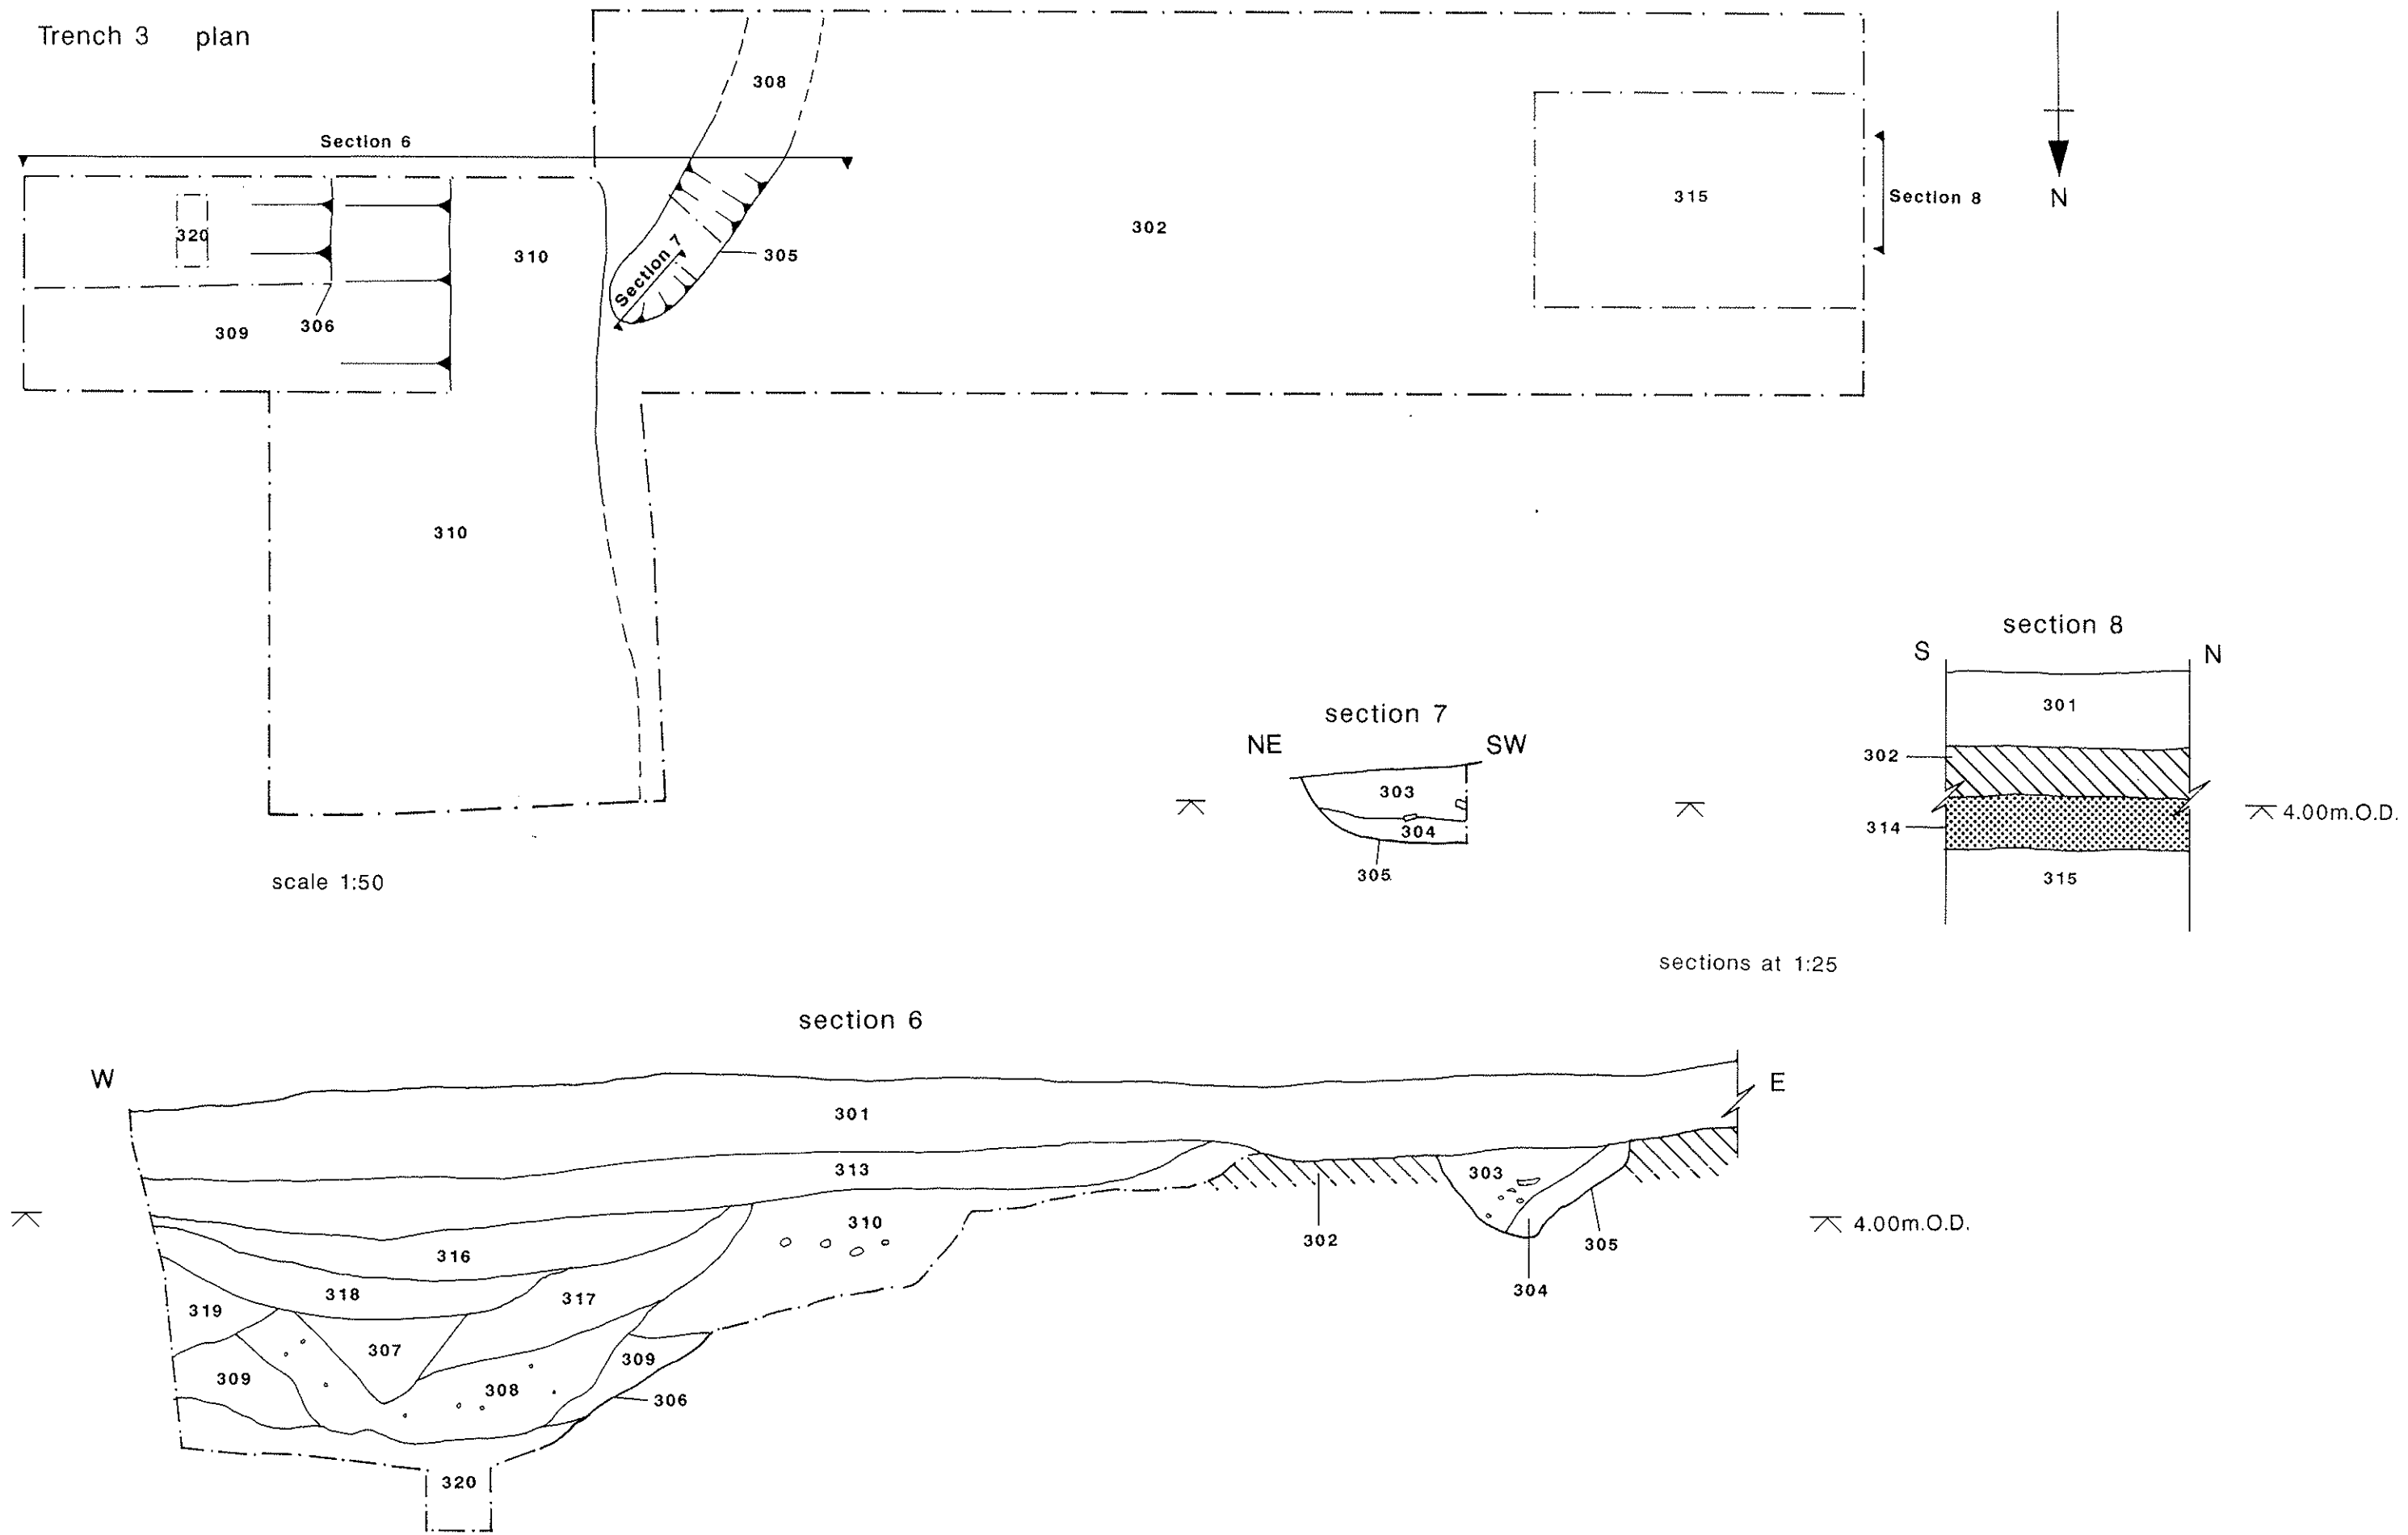 Trench 3 plan
308
Section 6
315
Section 8
N
302
320
310
305
Section 7
306
309
310
scale 1:50
section 8
S
N
301
302
314
4.00m.O.D.
315
section 7
NE
SW
303
304
305
sections at 1:25
section 6
W
E
301
313
303
310
302
305
4.00m.O.D.
304
316
318
317
319
307
309
309
308
306
320